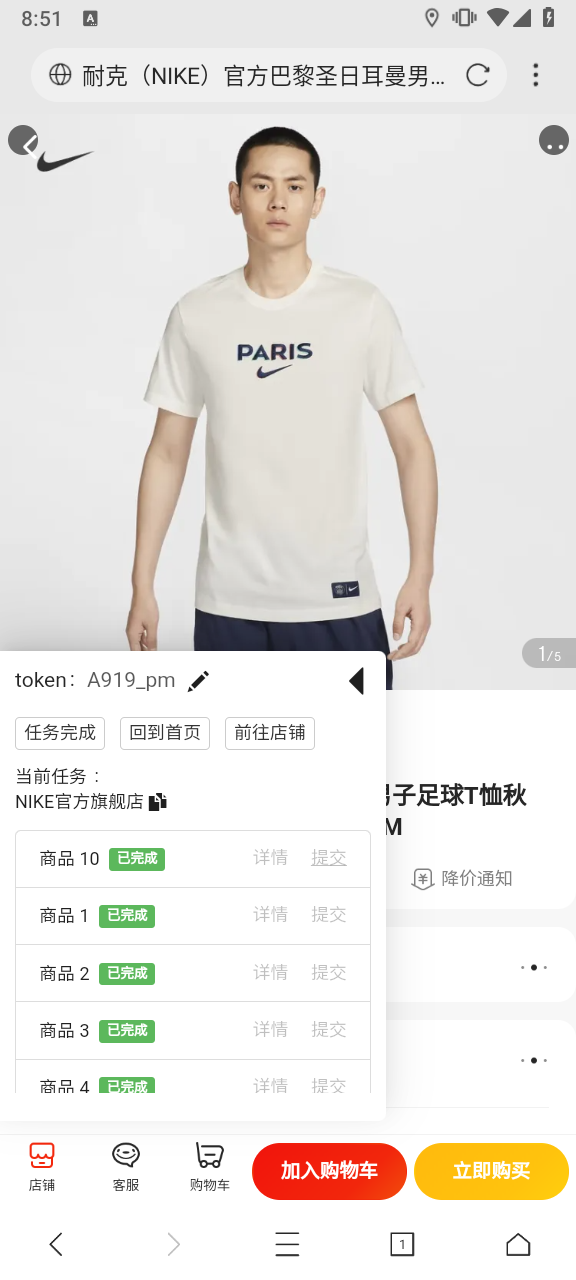 8:51
A
耐克（NIKE）官方巴黎圣日耳曼男...
PARIS
1/5
token： A919_pm
任务完成
回到首页
前往店铺
当前任务：
NIKE官方旗舰店
子足球T恤秋
M
降价通知
商品 10 已完成 详情 提交
商品 1 已完成 详情 提交
商品 2 已完成 详情 提交
商品 3 已完成 详情 提交
商品 4 已完成 详情 提交
店铺
客服
购物车
加入购物车
立即购买
1